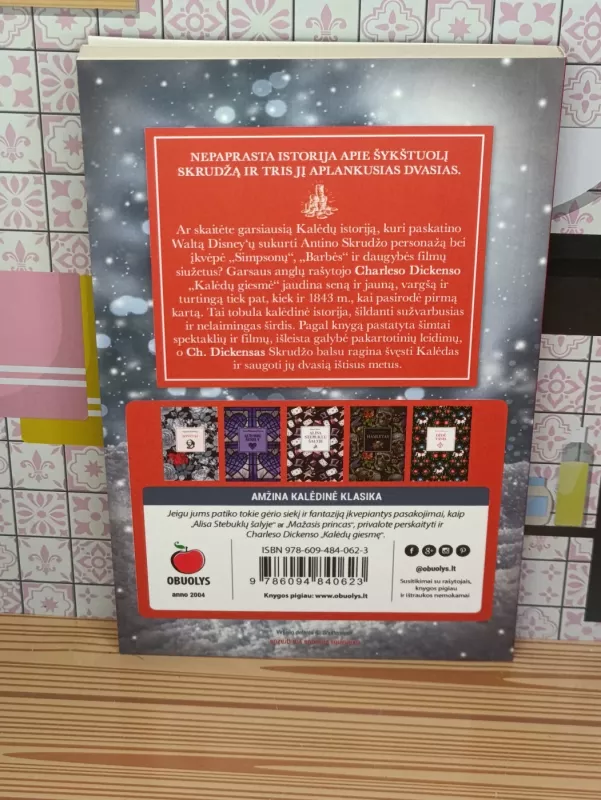 NEPAPRASTA ISTORIJA APIE ŠYKŠTUOLĮ
SKRUDŽĄ IR TRIS JĮ APLANKUSIAS DVASIAS.
Ar skaitėte garsiausią Kalėdų istoriją, kuri paskatino
Waltą Disney'ų sukurti Antino Skrudžo personažą bei
įkvėpė „Simpsonų“, „Barbės“ ir daugybės filmų
siužetus? Garsaus anglų rašytojo Charleso Dickenso
„Kalėdų giesmė“ jaudina seną ir jauną, vargšą ir
turtingą tiek pat, kiek ir 1843 m., kai pasirodė pirmą
kartą. Tai tobula kalėdinė istorija, šildanti sužvarbusias
ir nelaimingas širdis. Pagal knygą pastatyta šimtai
spektaklių ir filmų, išleista galybė pakartotinių leidimų,
o Ch. Dickensas Skrudžo balsu ragina švęsti Kalėdas
ir saugoti jų dvasią ištisus metus.
AMŽINA KALĖDINĖ KLASIKA
Jeigu jums patiko tokie gėrio siekį ir fantaziją įkvepiantys pasakojimai, kaip
„Alisa Stebuklų šalyje“ ar „Mažasis princas“, privalote perskaityti ir
Charleso Dickenso „Kalėdų giesmę“.
OBUOLYS
anno 2004
ISBN 978-609-484-062-3
9 786094 840623
Knygos pigiau: www.obuolys.lt
@obuolys.lt
Susitikimai su rašytojais,
knygos pigiau
ir ištraukos nemokamai